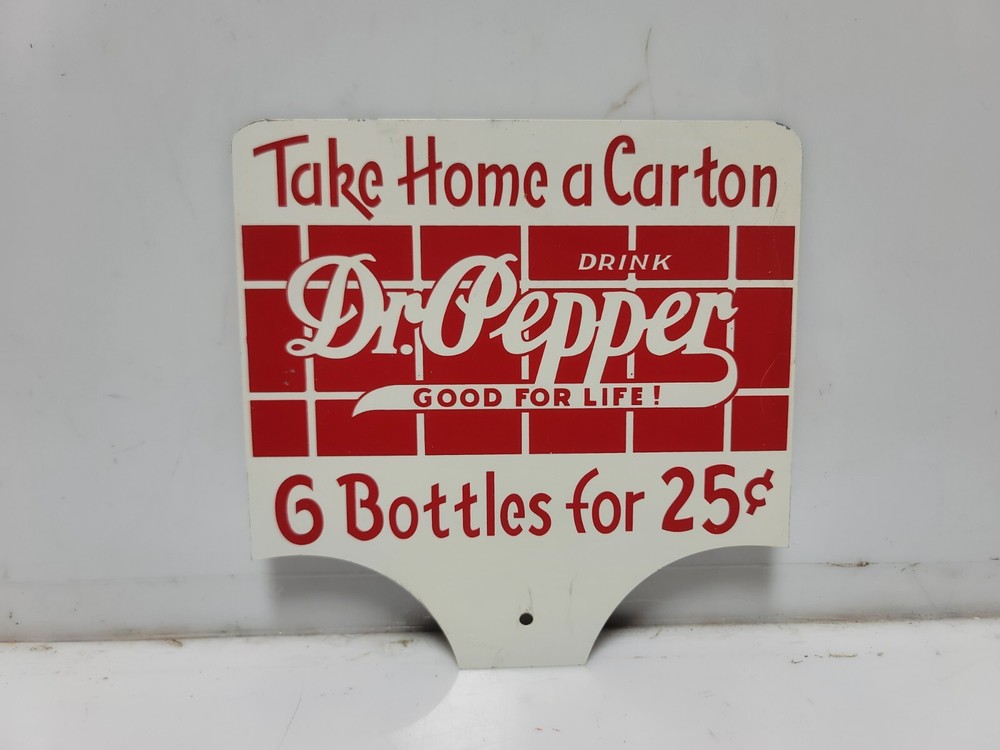 Take Home a Carton
DRINK
Dr. Pepper
GOOD FOR LIFE!
6 Bottles for 25¢